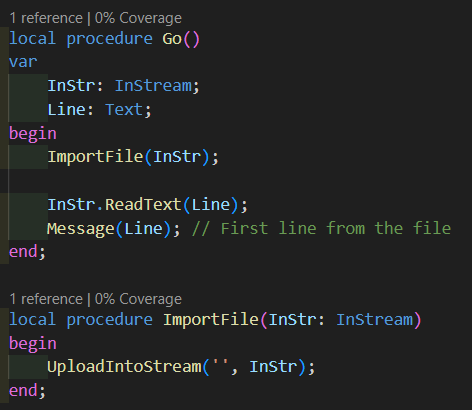 1 reference | 0% Coverage
local procedure Go()
var
InStr: InStream;
Line: Text;
begin
ImportFile(InStr);
InStr.ReadText(Line);
Message(Line); // First line from the file
end;
1 reference | 0% Coverage
local procedure ImportFile(InStr: InStream)
begin
UploadIntoStream('', InStr);
end;